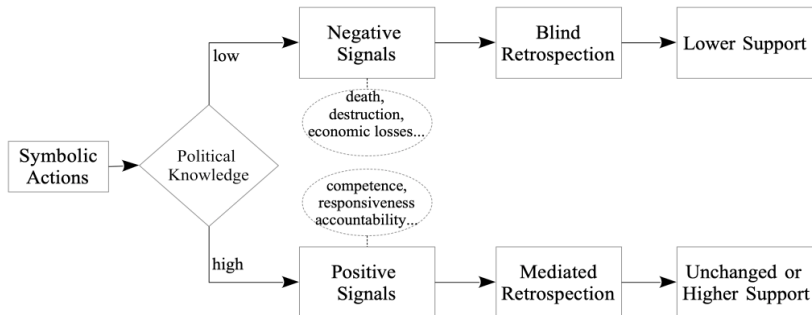 Symbolic
Actions
Political
Knowledge
low
Negative
Signals
death,
destruction,
economic losses...
Blind
Retrospection
Lower Support
high
competence,
responsiveness
accountability...
Positive
Signals
Mediated
Retrospection
Unchanged or
Higher Support